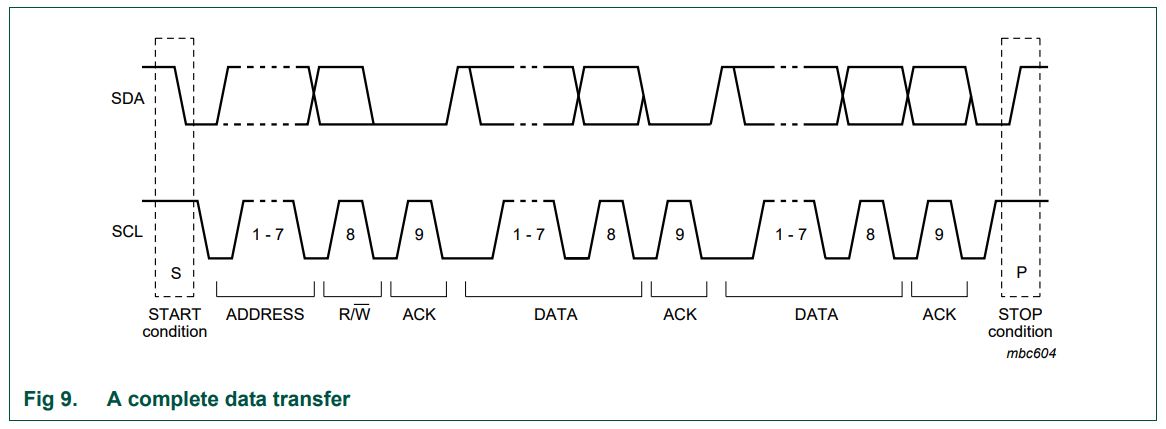 SDA
SCL
1 - 7
8
9
1 - 7
8
9
1 - 7
8
9
S
P
START
condition
ADDRESS
R/W̅
ACK
DATA
ACK
DATA
ACK
STOP
condition
mbc604
Fig 9. A complete data transfer